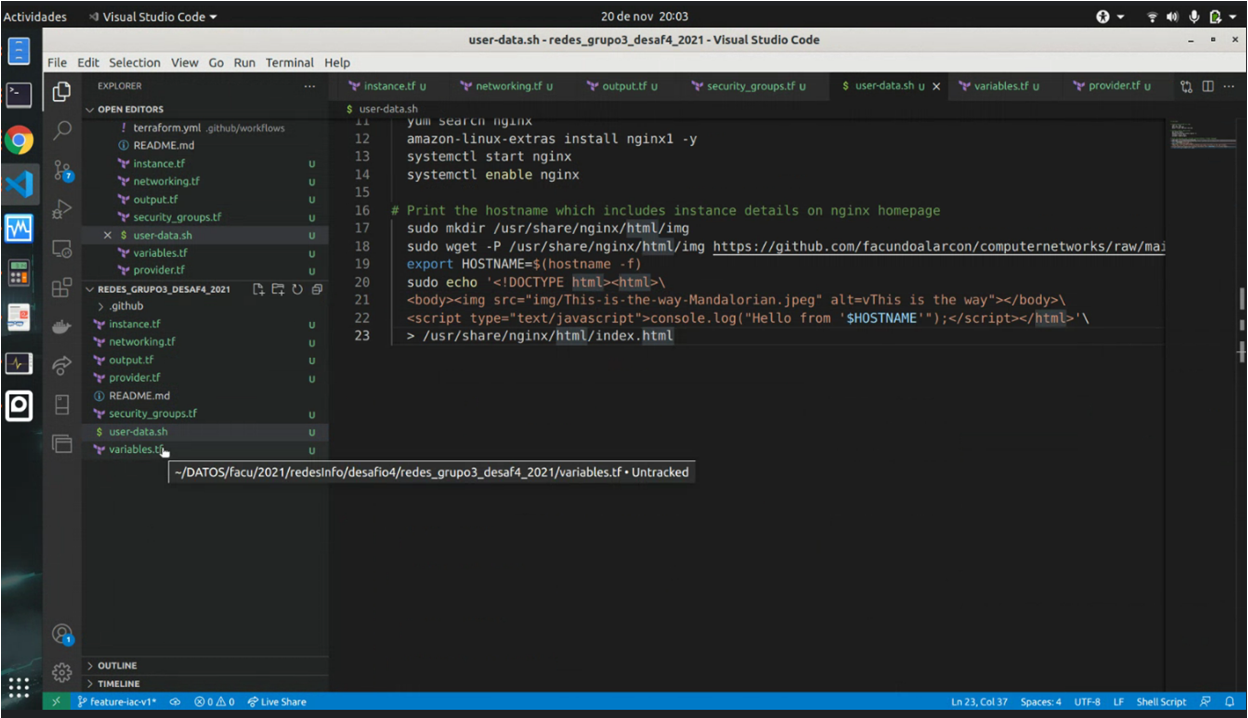 Actividades Visual Studio Code 20 de nov 20:03
user-data.sh - redes_grupo3_desaf4_2021 - Visual Studio Code
File Edit Selection View Go Run Terminal Help
EXPLORER ···
OPEN EDITORS
! terraform.yml .github/workflows
README.md
instance.tf U
networking.tf U
output.tf U
security_groups.tf U
$ user-data.sh U
variables.tf U
provider.tf U
REDES_GRUPO3_DESAF4_2021
.github
instance.tf U
networking.tf U
output.tf U
provider.tf U
README.md
security_groups.tf U
$ user-data.sh U
variables.tf U
~/DATOS/facu/2021/redesInfo/desafio4/redes_grupo3_desaf4_2021/variables.tf • Untracked
OUTLINE
TIMELINE
7
1
instance.tf U networking.tf U output.tf U security_groups.tf U $ user-data.sh U variables.tf U provider.tf U
$ user-data.sh
11 yum search nginx
12 amazon-linux-extras install nginx1 -y
13 systemctl start nginx
14 systemctl enable nginx
15
16 # Print the hostname which includes instance details on nginx homepage
17 sudo mkdir /usr/share/nginx/html/img
18 sudo wget -P /usr/share/nginx/html/img https://github.com/facundoalarcon/computernetworks/raw/mai
19 export HOSTNAME=$(hostname -f)
20 sudo echo '<!DOCTYPE html><html>\
21 <body><img src="img/This-is-the-way-Mandalorian.jpeg" alt=vThis is the way"></body>\
22 <script type="text/javascript">console.log("Hello from '$HOSTNAME'");</script></html>'\
23 > /usr/share/nginx/html/index.html
feature-iac-v1* 0 0 Live Share Ln 23, Col 37 Spaces: 4 UTF-8 LF Shell Script